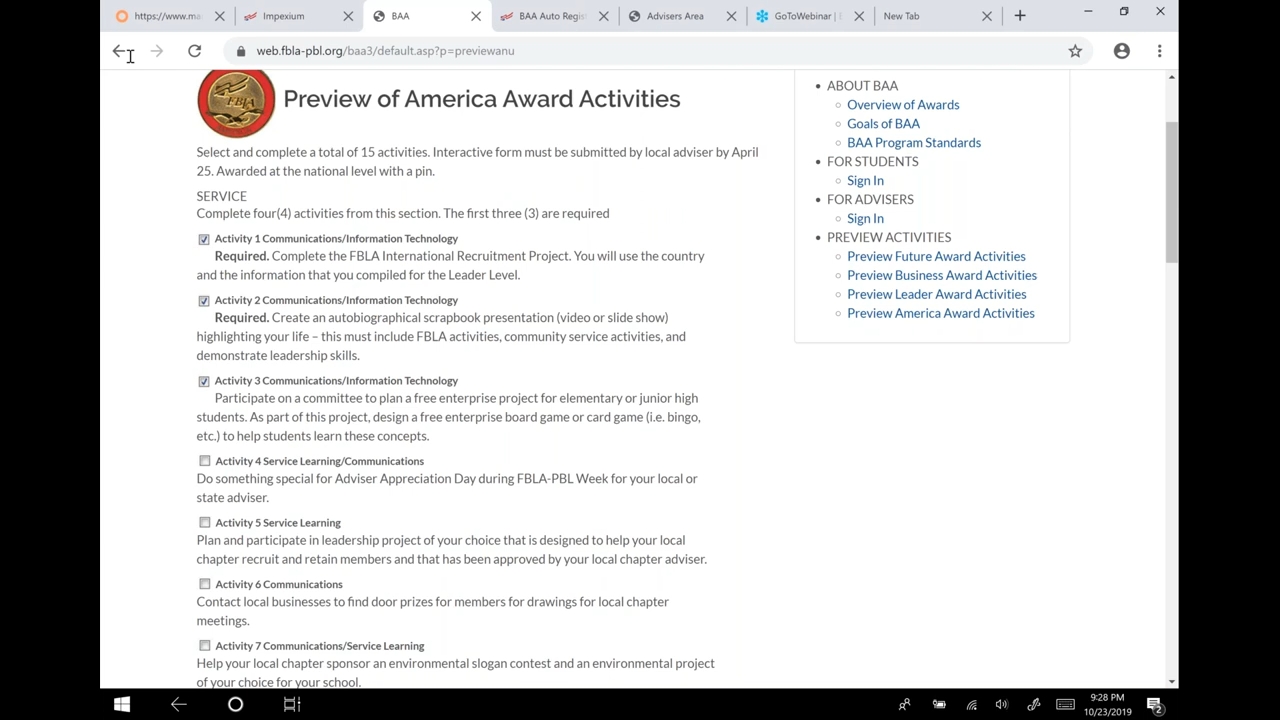 https://www.ma
Impexium
BAA
BAA Auto Regis
Advisers Area
GoToWebinar |
New Tab
web.fbla-pbl.org/baa3/default.asp?p=previewanu
FBLA
Preview of America Award Activities
Select and complete a total of 15 activities. Interactive form must be submitted by local adviser by April
25. Awarded at the national level with a pin.
SERVICE
Complete four(4) activities from this section. The first three (3) are required
Activity 1 Communications/Information Technology
Required. Complete the FBLA International Recruitment Project. You will use the country
and the information that you compiled for the Leader Level.
Activity 2 Communications/Information Technology
Required. Create an autobiographical scrapbook presentation (video or slide show)
highlighting your life – this must include FBLA activities, community service activities, and
demonstrate leadership skills.
Activity 3 Communications/Information Technology
Participate on a committee to plan a free enterprise project for elementary or junior high
students. As part of this project, design a free enterprise board game or card game (i.e. bingo,
etc.) to help students learn these concepts.
Activity 4 Service Learning/Communications
Do something special for Adviser Appreciation Day during FBLA-PBL Week for your local or
state adviser.
Activity 5 Service Learning
Plan and participate in leadership project of your choice that is designed to help your local
chapter recruit and retain members and that has been approved by your local chapter adviser.
Activity 6 Communications
Contact local businesses to find door prizes for members for drawings for local chapter
meetings.
Activity 7 Communications/Service Learning
Help your local chapter sponsor an environmental slogan contest and an environmental project
of your choice for your school.
ABOUT BAA
Overview of Awards
Goals of BAA
BAA Program Standards
FOR STUDENTS
Sign In
FOR ADVISERS
Sign In
PREVIEW ACTIVITIES
Preview Future Award Activities
Preview Business Award Activities
Preview Leader Award Activities
Preview America Award Activities
9:28 PM
10/23/2019
2